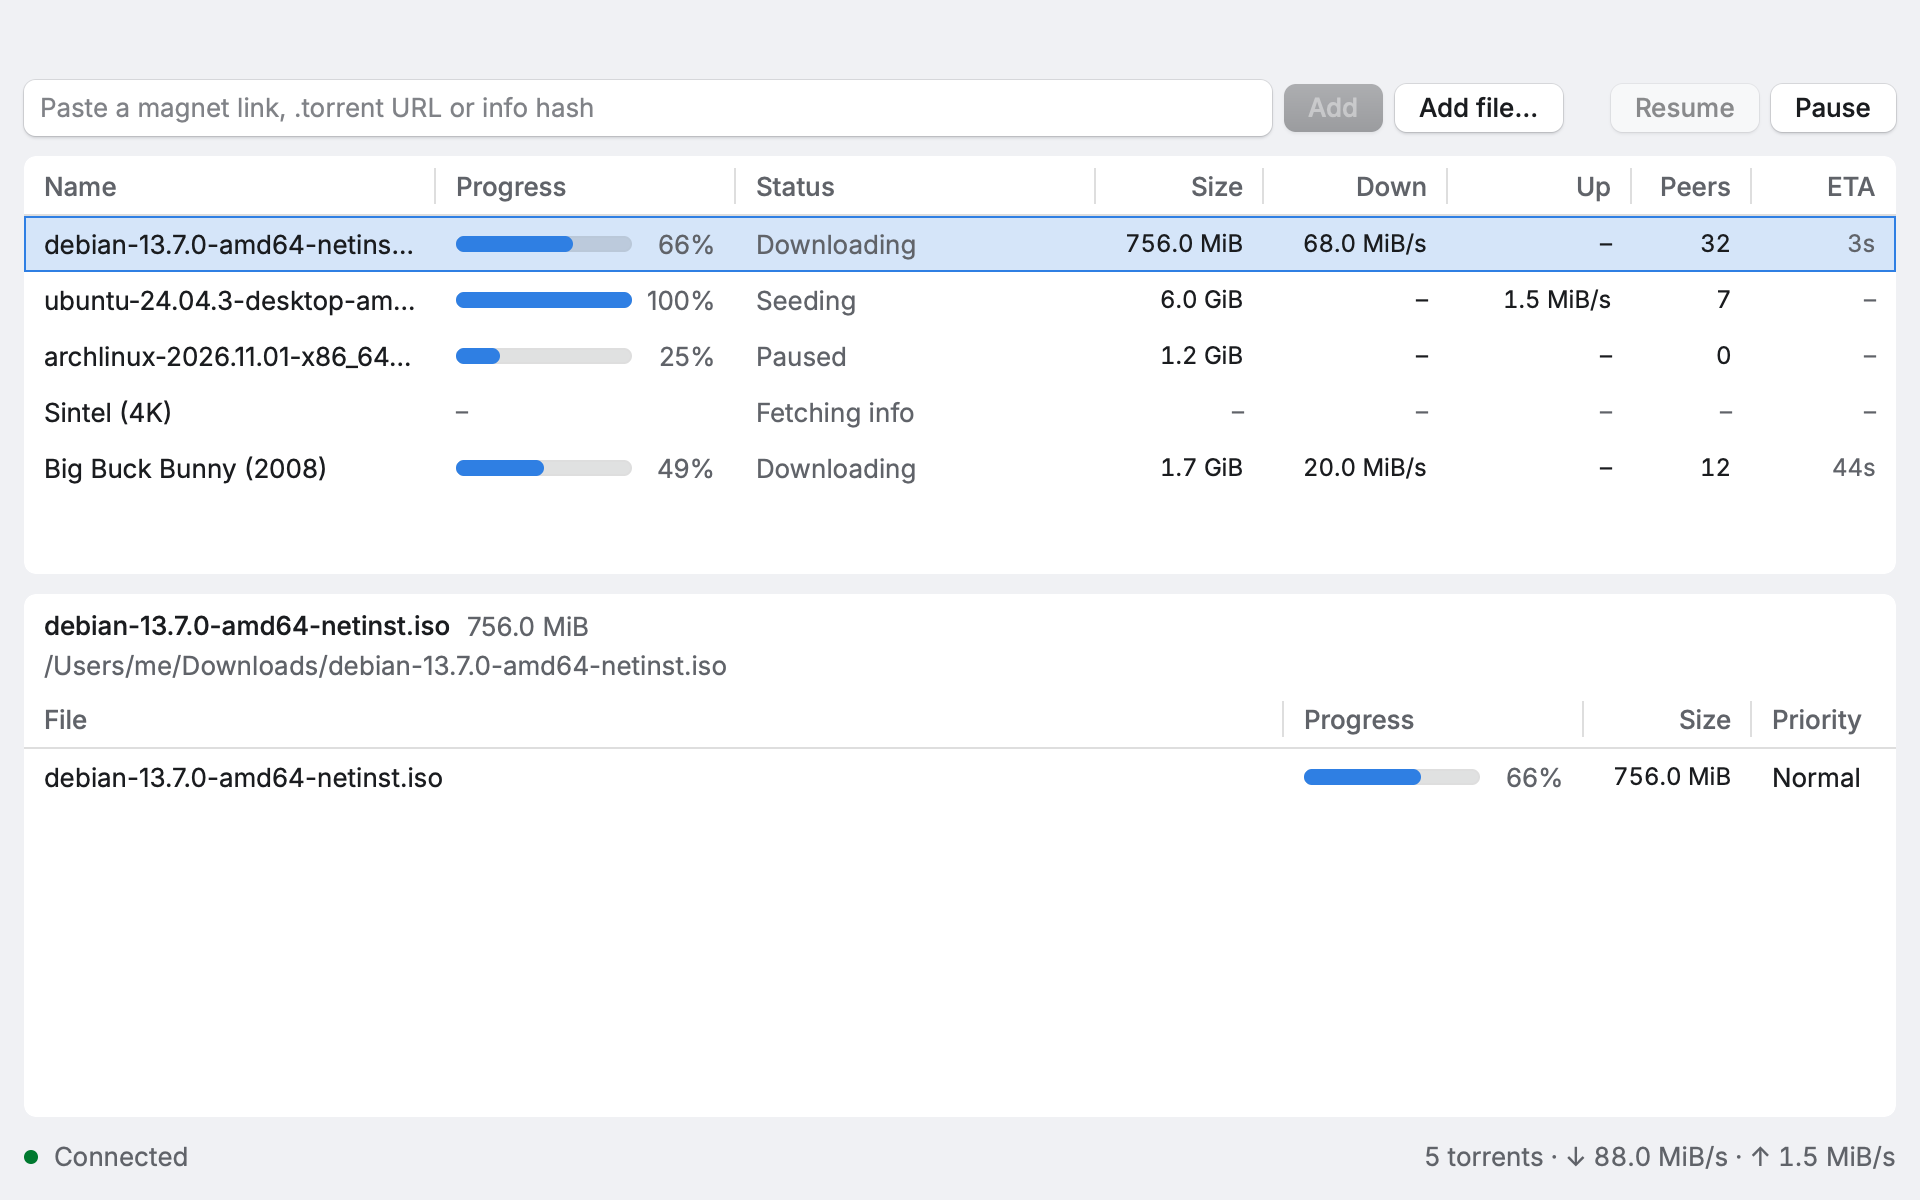 Paste a magnet link, .torrent URL or info hash Add Add file... Resume Pause
Name Progress Status Size Down Up Peers ETA
debian-13.7.0-amd64-netins... 66% Downloading 756.0 MiB 68.0 MiB/s – 32 3s
ubuntu-24.04.3-desktop-am... 100% Seeding 6.0 GiB – 1.5 MiB/s 7 –
archlinux-2026.11.01-x86_64... 25% Paused 1.2 GiB – – 0 –
Sintel (4K) – Fetching info – – – – –
Big Buck Bunny (2008) 49% Downloading 1.7 GiB 20.0 MiB/s – 12 44s
debian-13.7.0-amd64-netinst.iso 756.0 MiB
/Users/me/Downloads/debian-13.7.0-amd64-netinst.iso
File Progress Size Priority
debian-13.7.0-amd64-netinst.iso 66% 756.0 MiB Normal
Connected 5 torrents · ↓ 88.0 MiB/s · ↑ 1.5 MiB/s